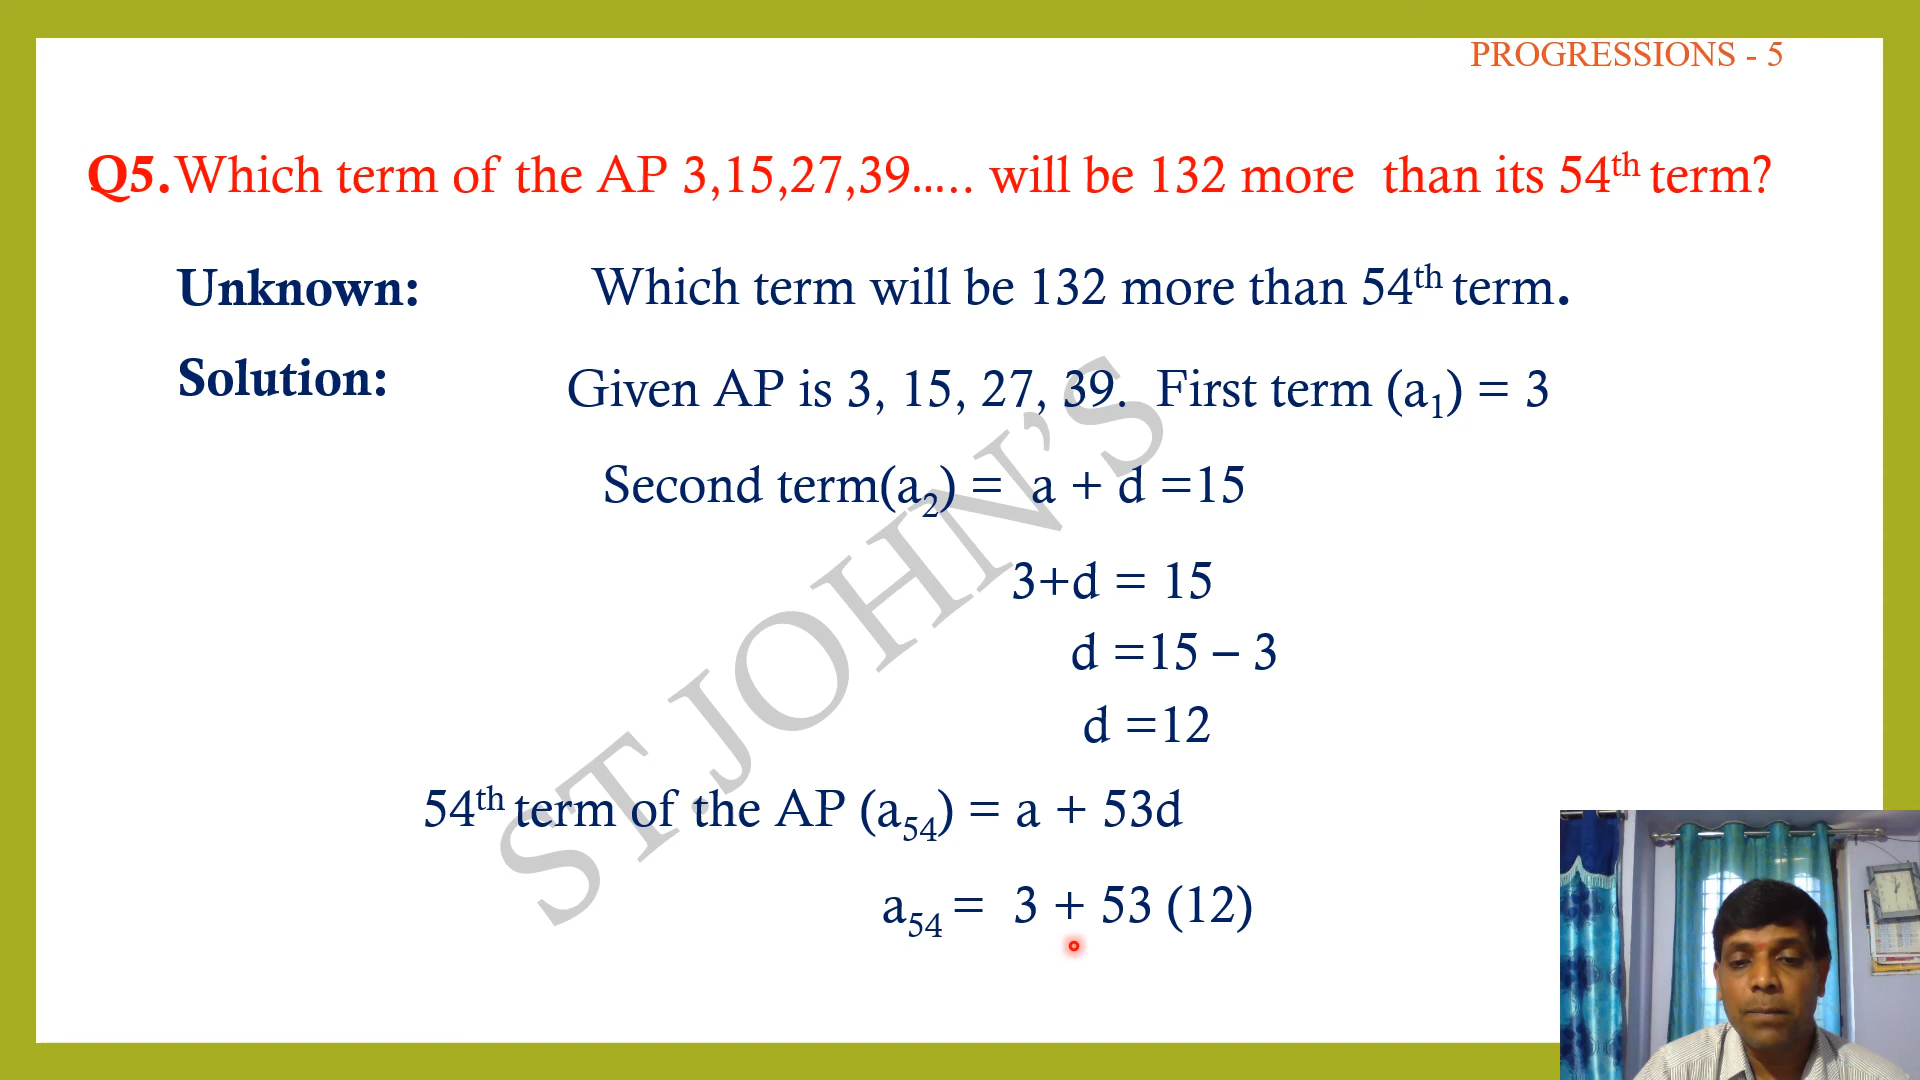 PROGRESSIONS - 5
Q5. Which term of the AP 3,15,27,39….. will be 132 more than its 54th term?
Unknown: Which term will be 132 more than 54th term.
Solution: Given AP is 3, 15, 27, 39. First term (a1) = 3
Second term(a2) = a + d =15
3+d = 15
d =15 – 3
d =12
54th term of the AP (a54) = a + 53d
a54 = 3 + 53 (12)
ST.JOHN'S